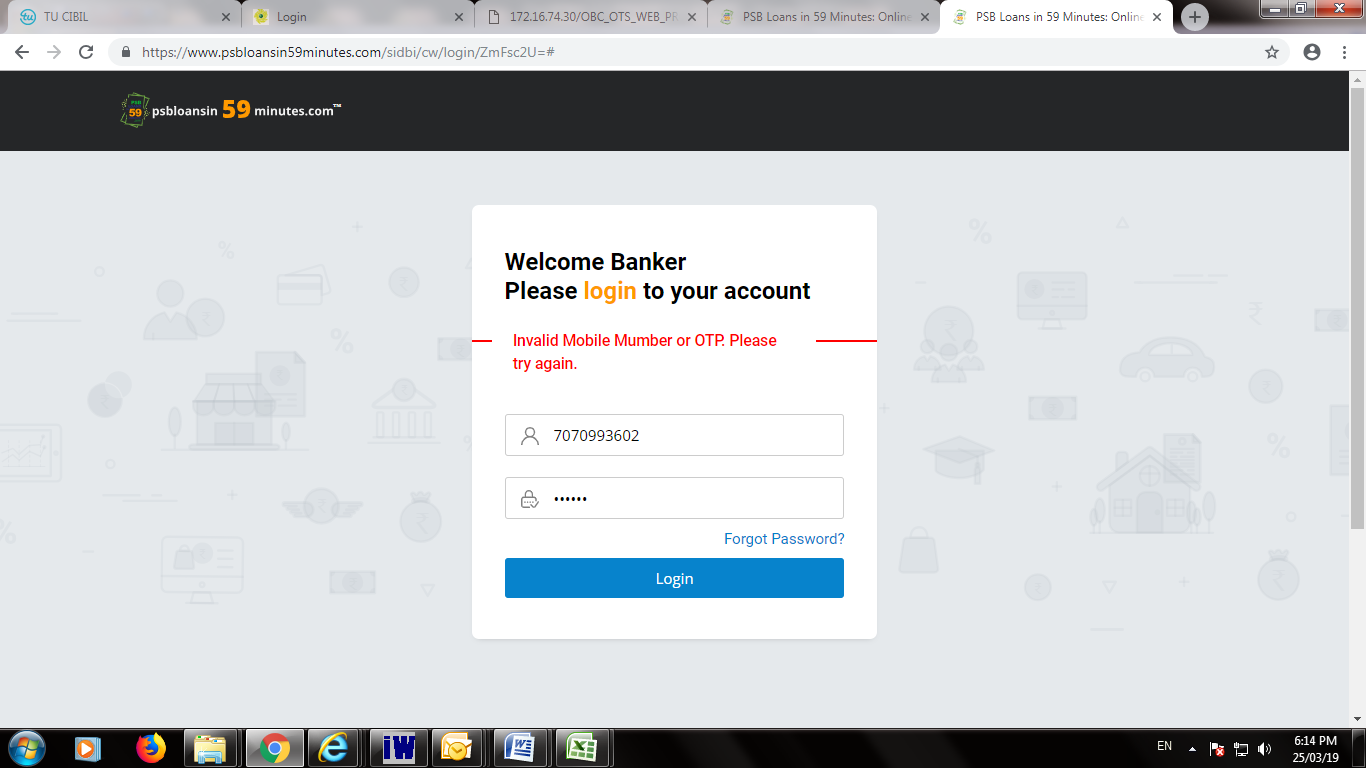 TU CIBIL
Login
172.16.74.30/OBC_OTS_WEB_PR
PSB Loans in 59 Minutes: Online
PSB Loans in 59 Minutes: Online
https://www.psbloansin59minutes.com/sidbi/cw/login/ZmFsc2U=#
psbloansin 59 minutes.com™
Welcome Banker
Please login to your account
Invalid Mobile Mumber or OTP. Please
try again.
7070993602
••••••
Forgot Password?
Login
EN
6:14 PM
25/03/19